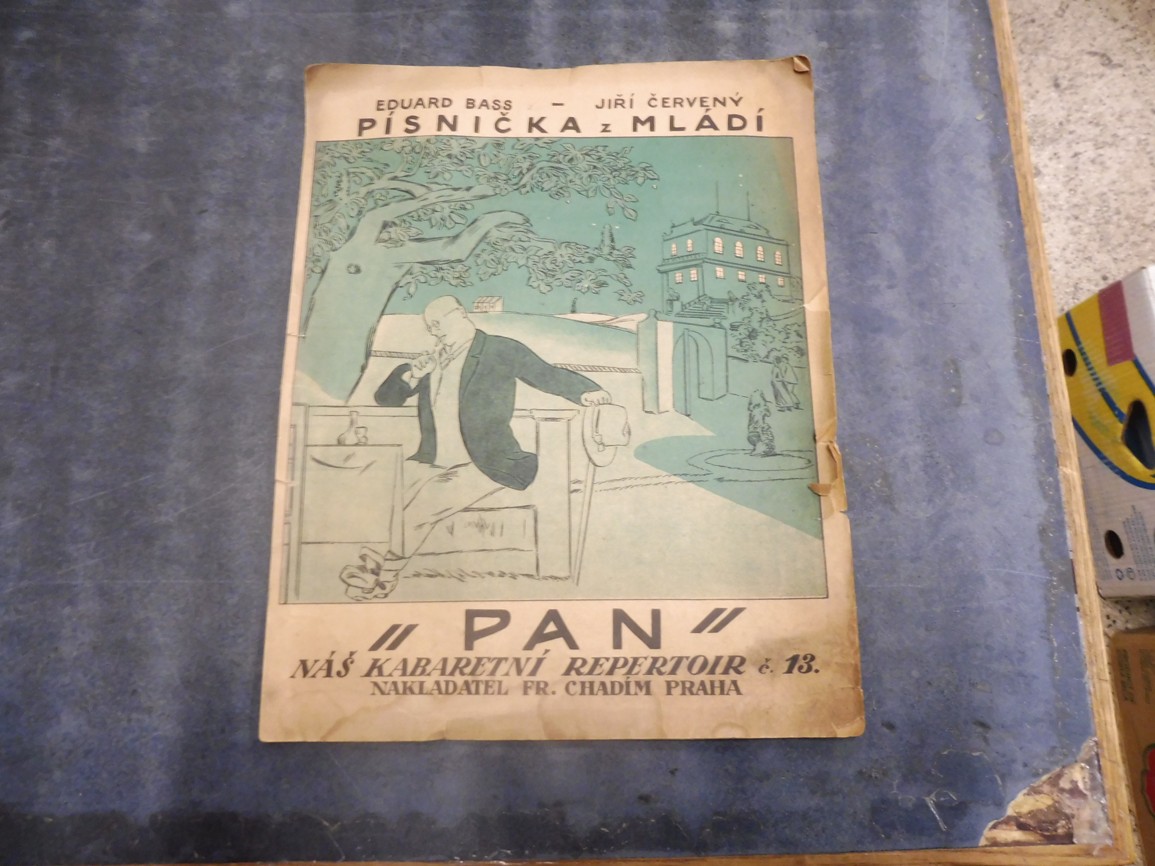 EDUARD BASS – JIŘÍ ČERVENÝ
PÍSNIČKA z MLÁDÍ
"PAN"
NÁŠ KABARETNÍ REPERTOIR č. 13.
NAKLADATEL FR. CHADÍM PRAHA